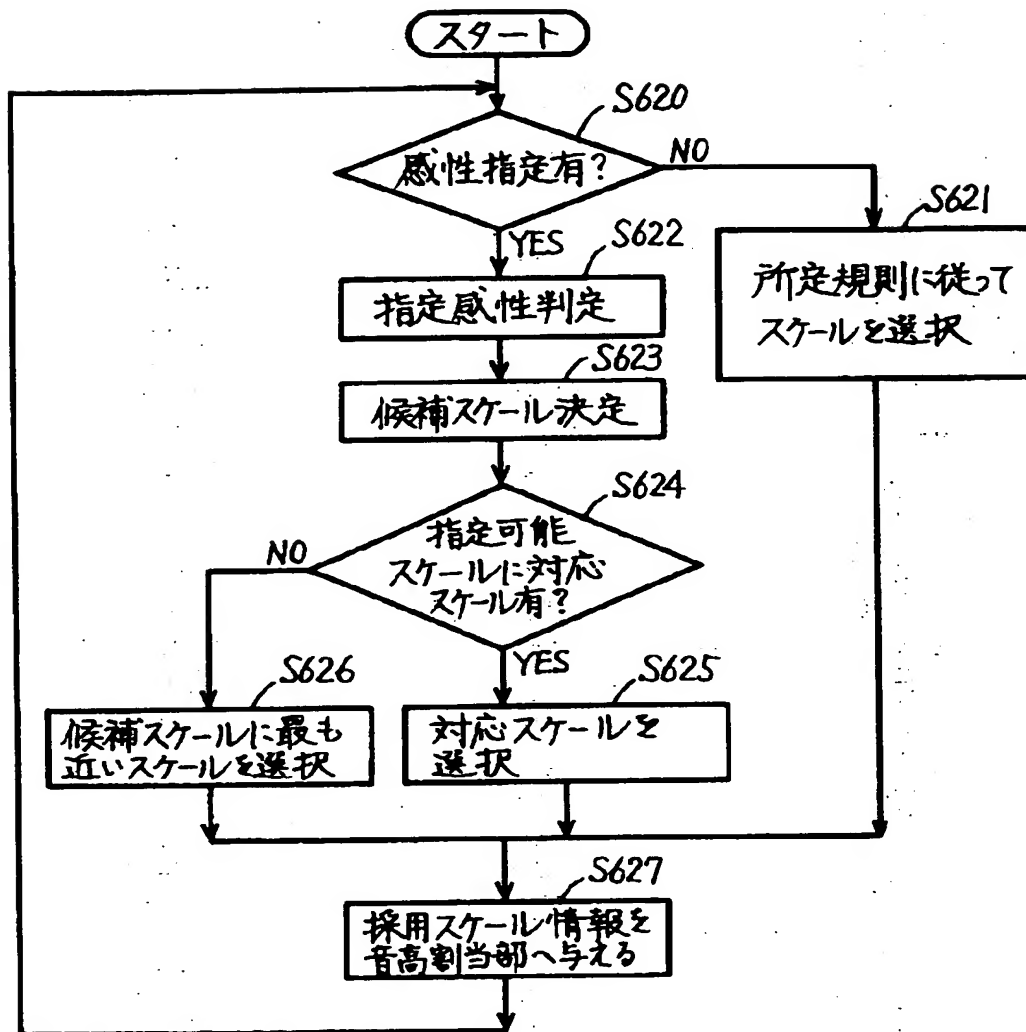 スタート
S620
感性指定有?
NO
S621
YES
S622
所定規則に従って
スケールを選択
指定感性判定
S623
候補スケール決定
S624
指定可能
スケールに対応
スケール有?
NO
YES
S626
S625
候補スケールに最も
近いスケールを選択
対応スケールを
選択
S627
採用スケール情報を
音高割当部へ与える